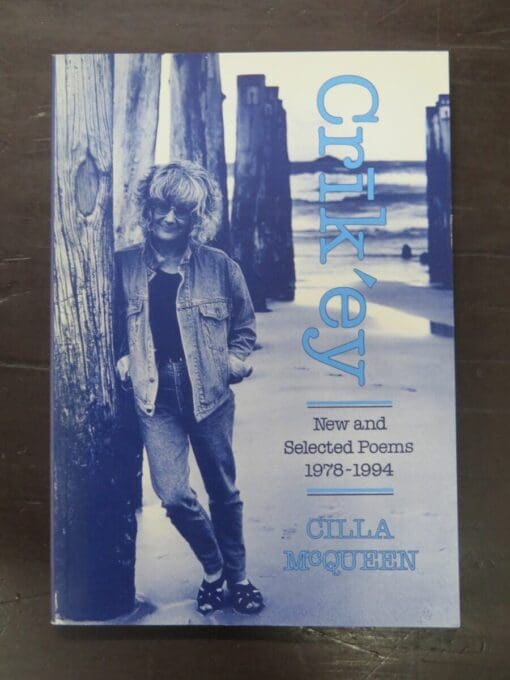 Crīk'ey
New and
Selected Poems
1978-1994
CILLA
McQUEEN